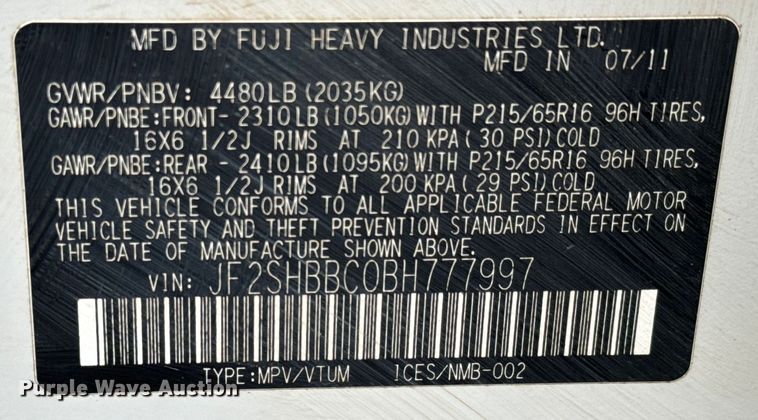 MFD BY FUJI HEAVY INDUSTRIES LTD.
MFD IN 07/11
GVWR/PNBV: 4480LB(2035KG)
GAWR/PNBE:FRONT-2310LB(1050KG)WITH P215/65R16 96H TIRES,
16X6 1/2J RIMS AT 210 KPA(30 PSI)COLD
GAWR/PNBE:REAR -2410LB(1095KG)WITH P215/65R16 96H TIRES,
16X6 1/2J RIMS AT 200 KPA(29 PSI)COLD
THIS VEHICLE CONFORMS TO ALL APPLICABLE FEDERAL MOTOR
VEHICLE SAFETY AND THEFT PREVENTION STANDARDS IN EFFECT ON
THE DATE OF MANUFACTURE SHOWN ABOVE.
VIN: JF2SHBBC0BH777997
TYPE:MPV/VTUM ICES/NMB-002
Purple Wave Auction